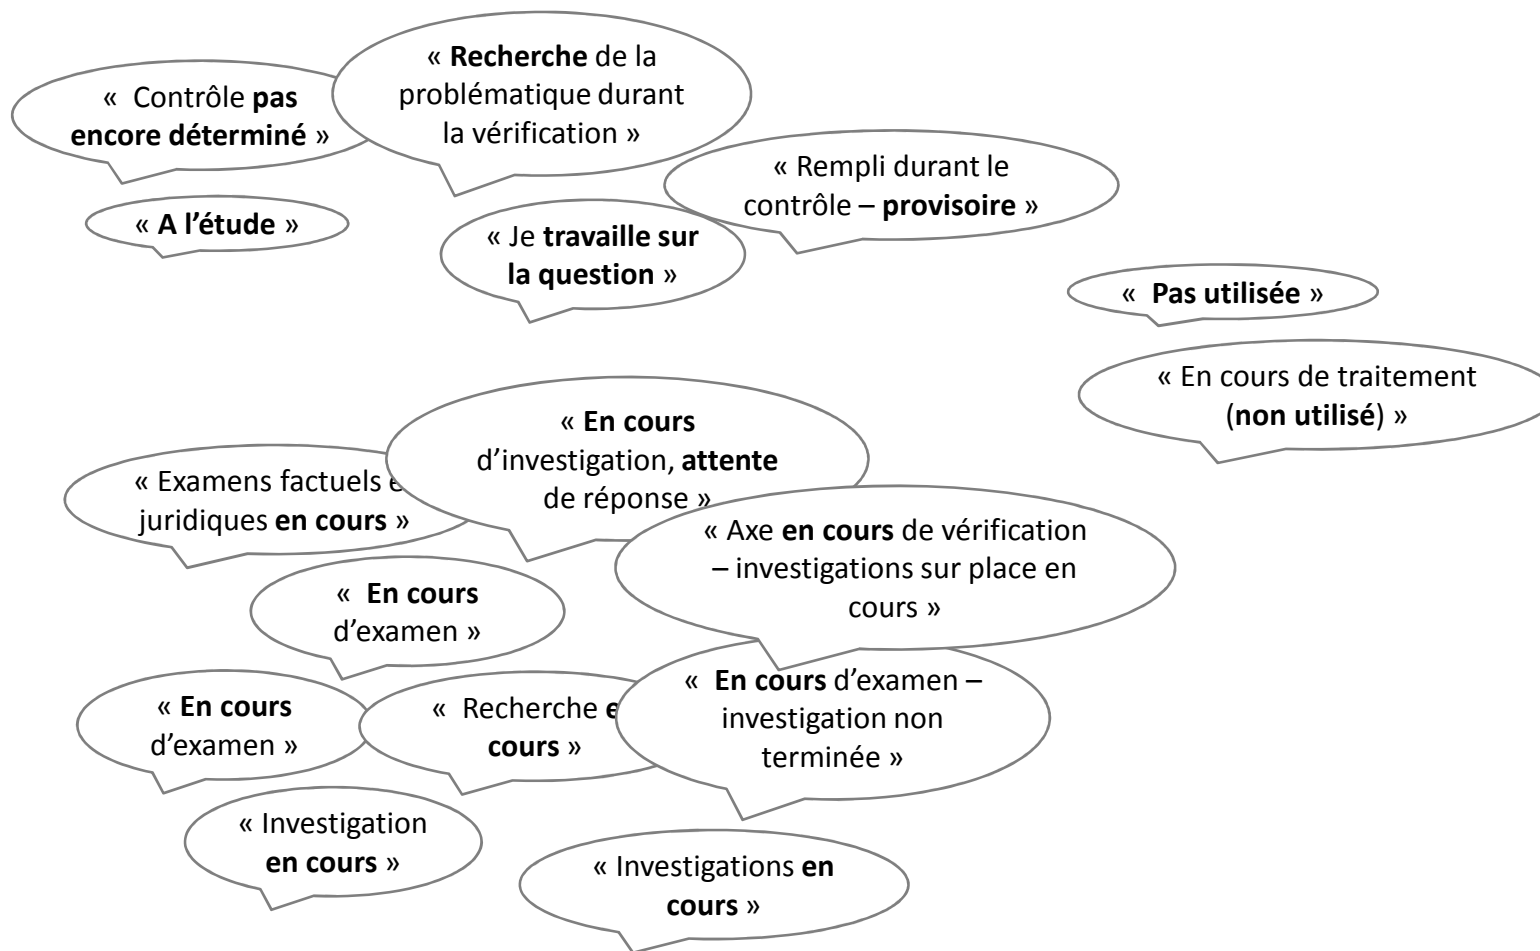 «  Contrôle pas
encore déterminé »
« Recherche de la
problématique durant
la vérification »
« Rempli durant le
contrôle – provisoire »
« A l’étude »
« Je travaille sur
la question »
«  Pas utilisée »
« En cours de traitement
(non utilisé) »
« En cours
d’investigation, attente
de réponse »
« Examens factuels
juridiques en cours »
« Axe en cours de vérification
– investigations sur place en
cours »
«  En cours
d’examen »
«  En cours d’examen –
investigation non
terminée »
« En cours
d’examen »
«  Recherche
cours »
« Investigation
en cours »
« Investigations en
cours »